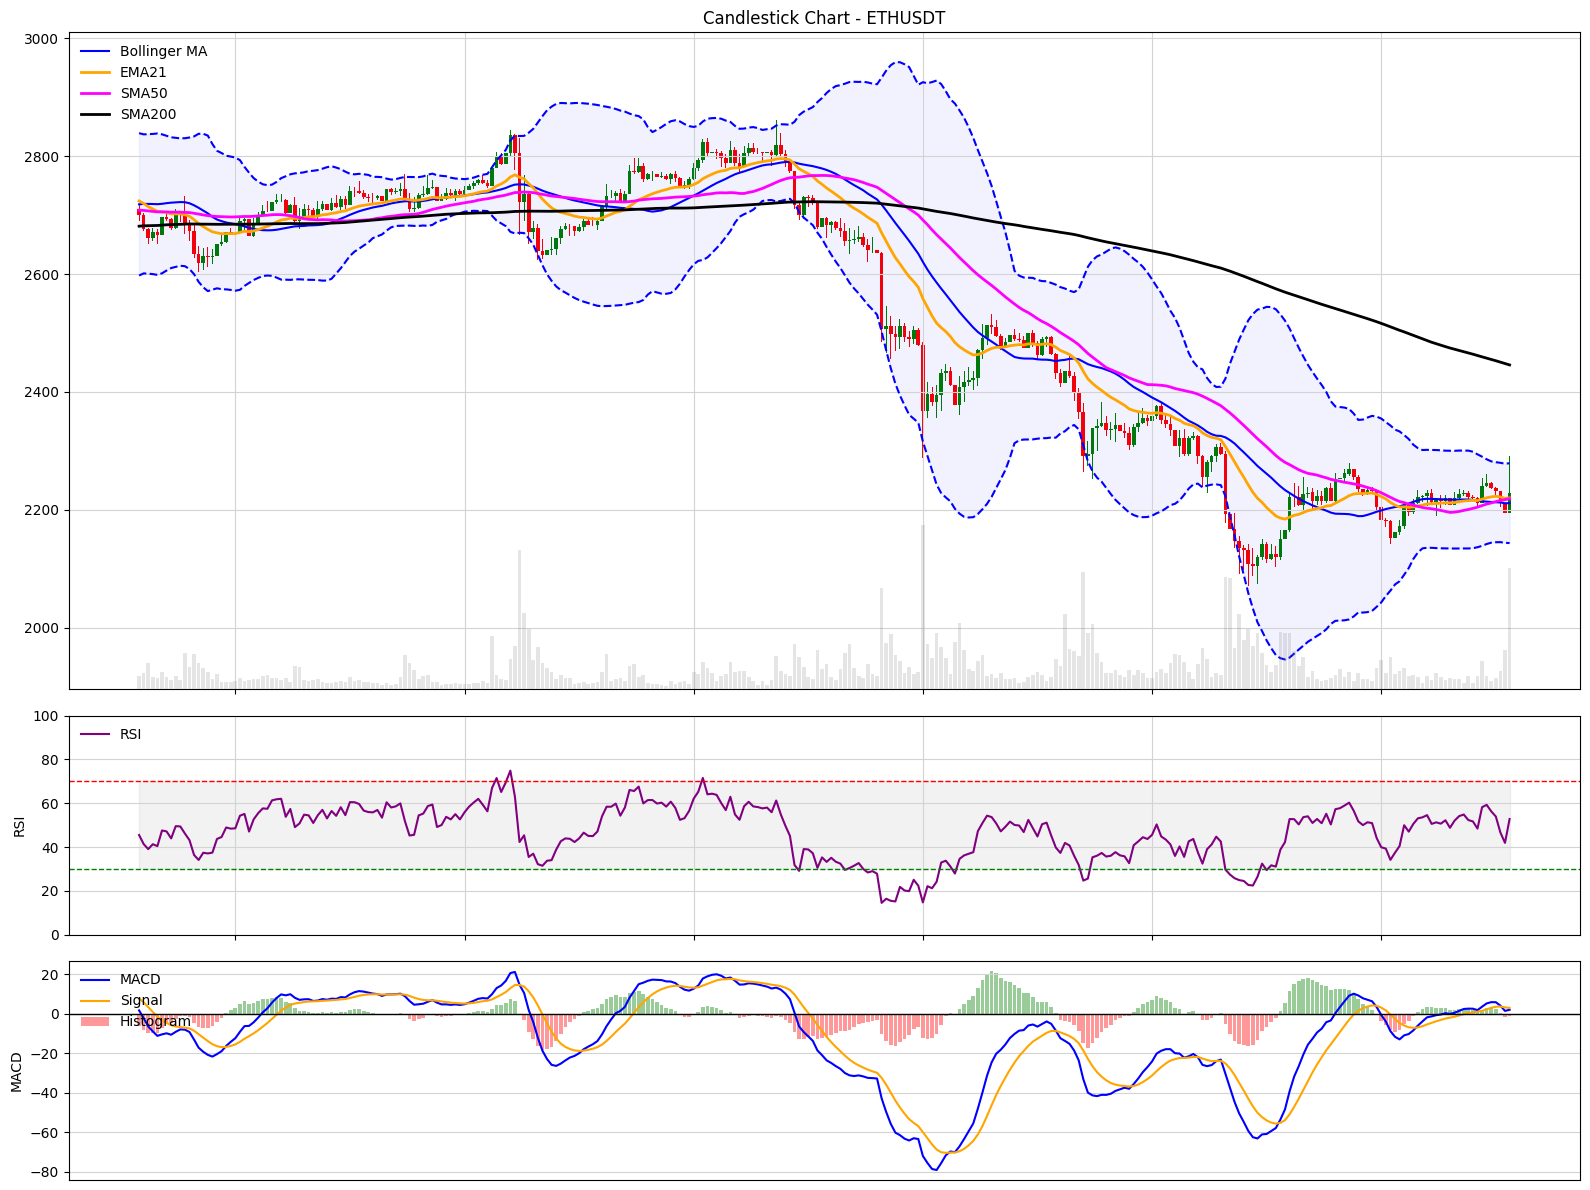 Candlestick Chart - ETHUSDT
3000
2800
2600
2400
2200
2000
Bollinger MA
EMA21
SMA50
SMA200
100
80
60
40
20
0
RSI
RSI
20
0
−20
−40
−60
−80
MACD
MACD
Signal
Histogram